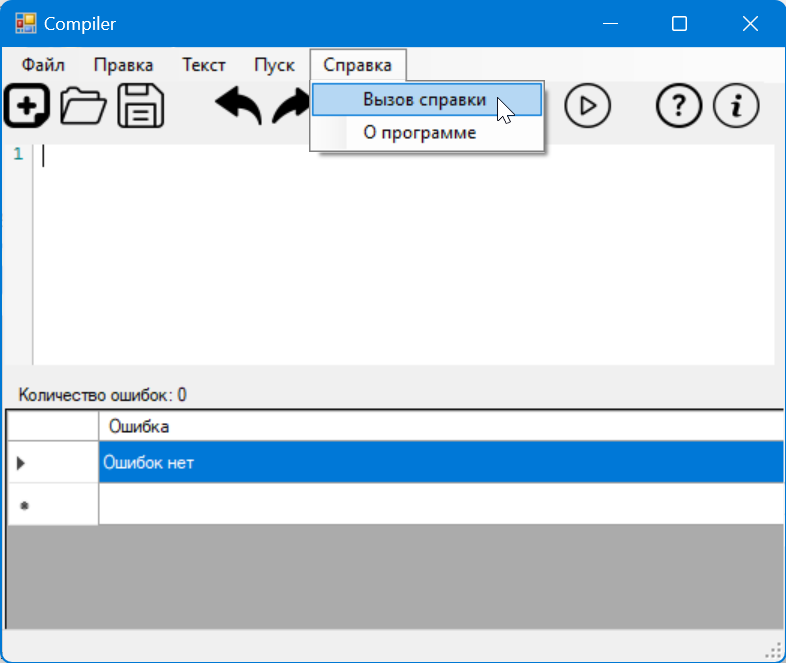 Compiler
Файл Правка Текст Пуск Справка
Вызов справки
О программе
1
Количество ошибок: 0
Ошибка
Ошибок нет